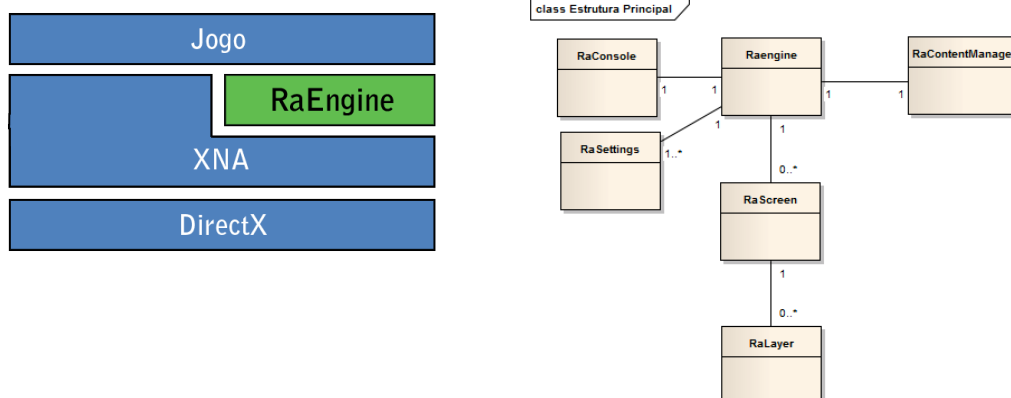 Jogo
RaEngine
XNA
DirectX
class Estrutura Principal
RaConsole
Raengine
RaContentManage
1
1
1
1
RaSettings
1
1..*
1
0..*
RaScreen
1
0..*
RaLayer